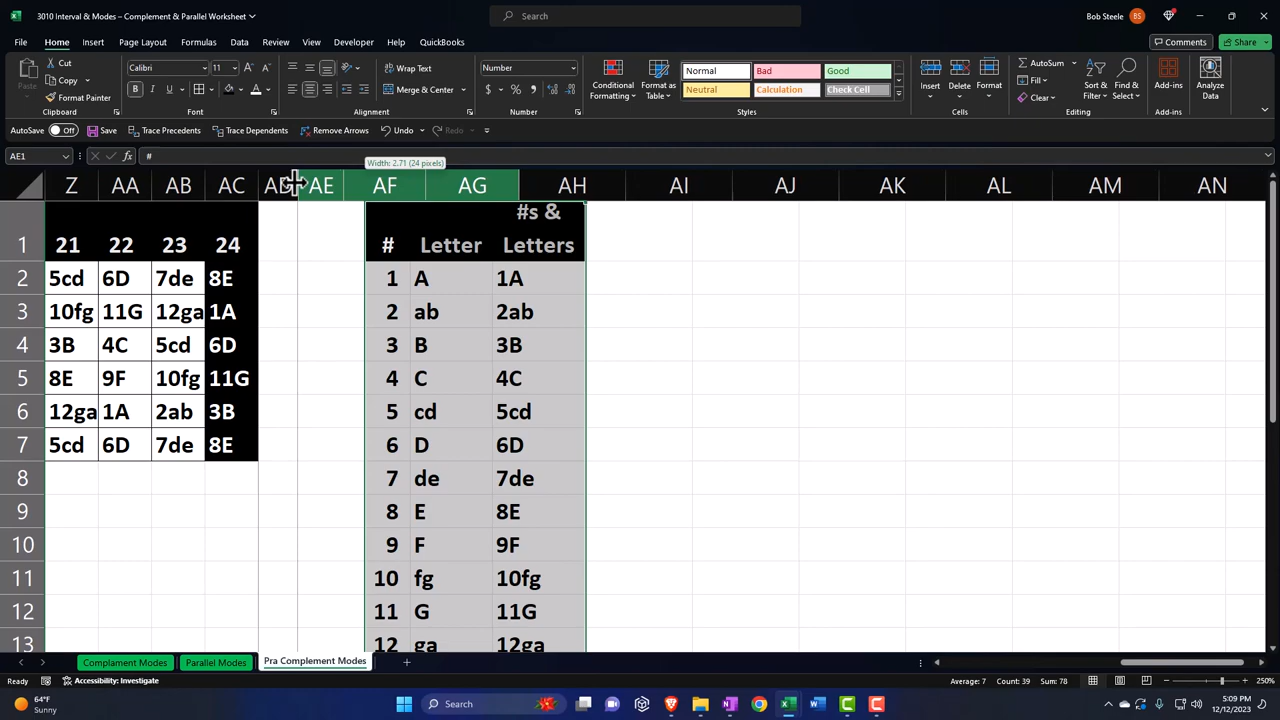 3010 Interval & Modes – Complement & Parallel Worksheet
Search
Bob Steele BS
File Home Insert Page Layout Formulas Data Review View Developer Automate Help QuickBooks
Comments Share
Cut
Copy
Format Painter
Calibri 11
B I U
Wrap Text
Merge & Center
Number
$ % 9
Conditional Formatting
Format as Table
Normal Bad Good
Neutral Calculation Check Cell
Insert Delete Format
AutoSum
Fill
Clear
Sort & Filter
Find & Select
Add-ins
Analyze Data
Clipboard Font Alignment Number Styles Cells Editing Add-ins
AutoSave Off Save Trace Precedents Trace Dependents Remove Arrows Undo Redo
AE1 fx #
Width: 2.71 (24 pixels)
Z AA AB AC AE AF AG AH AI AJ AK AL AM AN
#s &
1 21 22 23 24 # Letter Letters
2 5cd 6D 7de 8E 1 A 1A
3 10fg 11G 12ga 1A 2 ab 2ab
4 3B 4C 5cd 6D 3 B 3B
5 8E 9F 10fg 11G 4 C 4C
6 12ga 1A 2ab 3B 5 cd 5cd
7 5cd 6D 7de 8E 6 D 6D
8 7 de 7de
9 8 E 8E
10 9 F 9F
11 10 fg 10fg
12 11 G 11G
13 12 ga 12ga
Complament Modes Parallel Modes Pra Complement Modes
Ready Accessibility: Investigate Average: 7 Count: 39 Sum: 78 250%
64°F
Sunny
Search
5:09 PM
12/12/2023